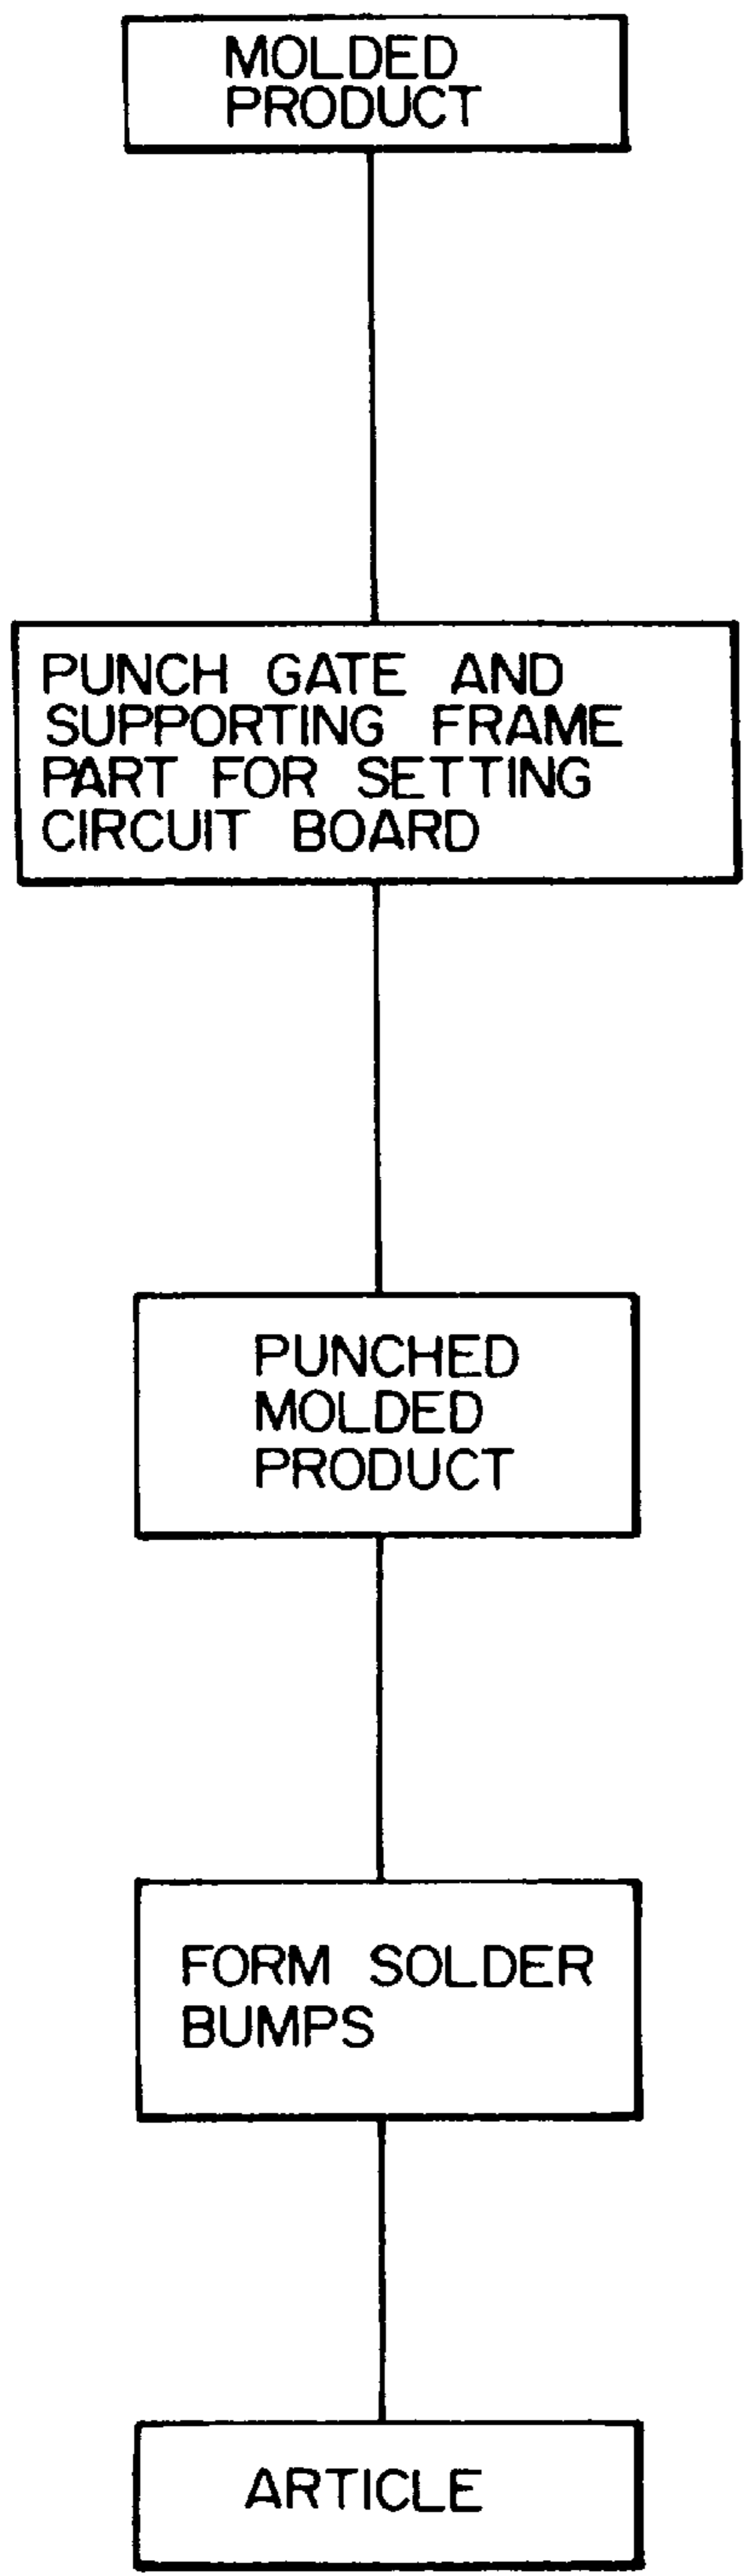 MOLDED
PRODUCT
PUNCH GATE AND
SUPPORTING FRAME
PART FOR SETTING
CIRCUIT BOARD
PUNCHED
MOLDED
PRODUCT
FORM SOLDER
BUMPS
ARTICLE